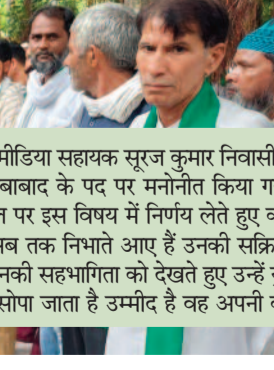 मीडिया सहायक सूरज कुमार निवासी
बाबाद के पद पर मनोनीत किया ग
पर इस विषय में निर्णय लेते हुए व
ब तक निभाते आए हैं उनकी सक्रि
नकी सहभागिता को देखते हुए उन्हें
सोपा जाता है उम्मीद है वह अपनी